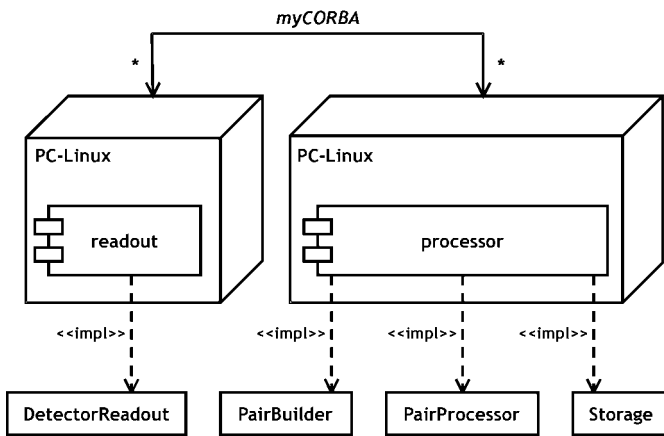 myCORBA
* *
PC-Linux PC-Linux
readout processor
<<impl>> <<impl>> <<impl>> <<impl>>
DetectorReadout PairBuilder PairProcessor Storage